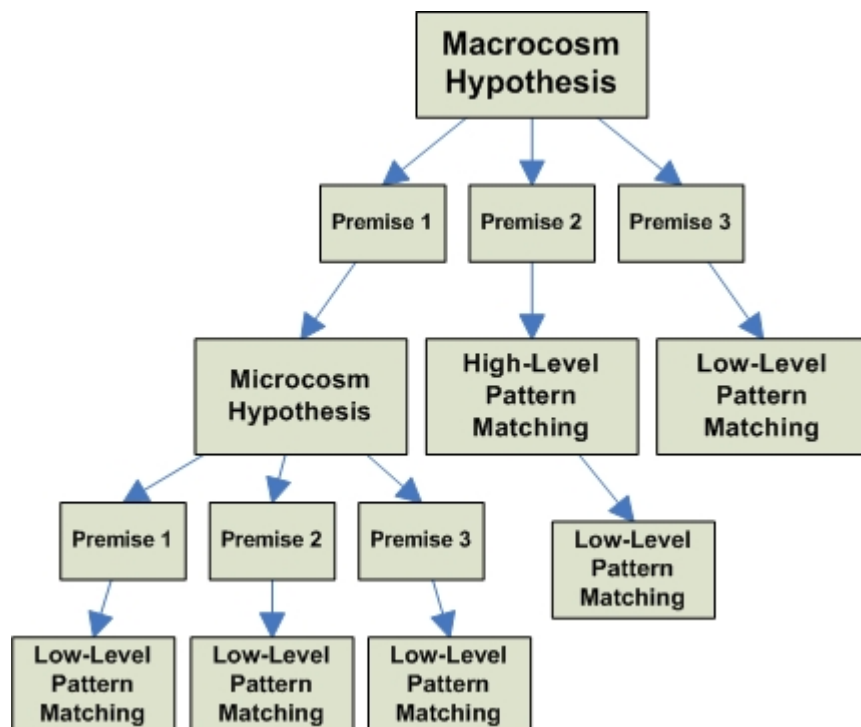 Macrocosm
Hypothesis
Premise 1
Premise 2
Premise 3
Microcosm
Hypothesis
High-Level
Pattern
Matching
Low-Level
Pattern
Matching
Premise 1
Premise 2
Premise 3
Low-Level
Pattern
Matching
Low-Level
Pattern
Matching
Low-Level
Pattern
Matching
Low-Level
Pattern
Matching